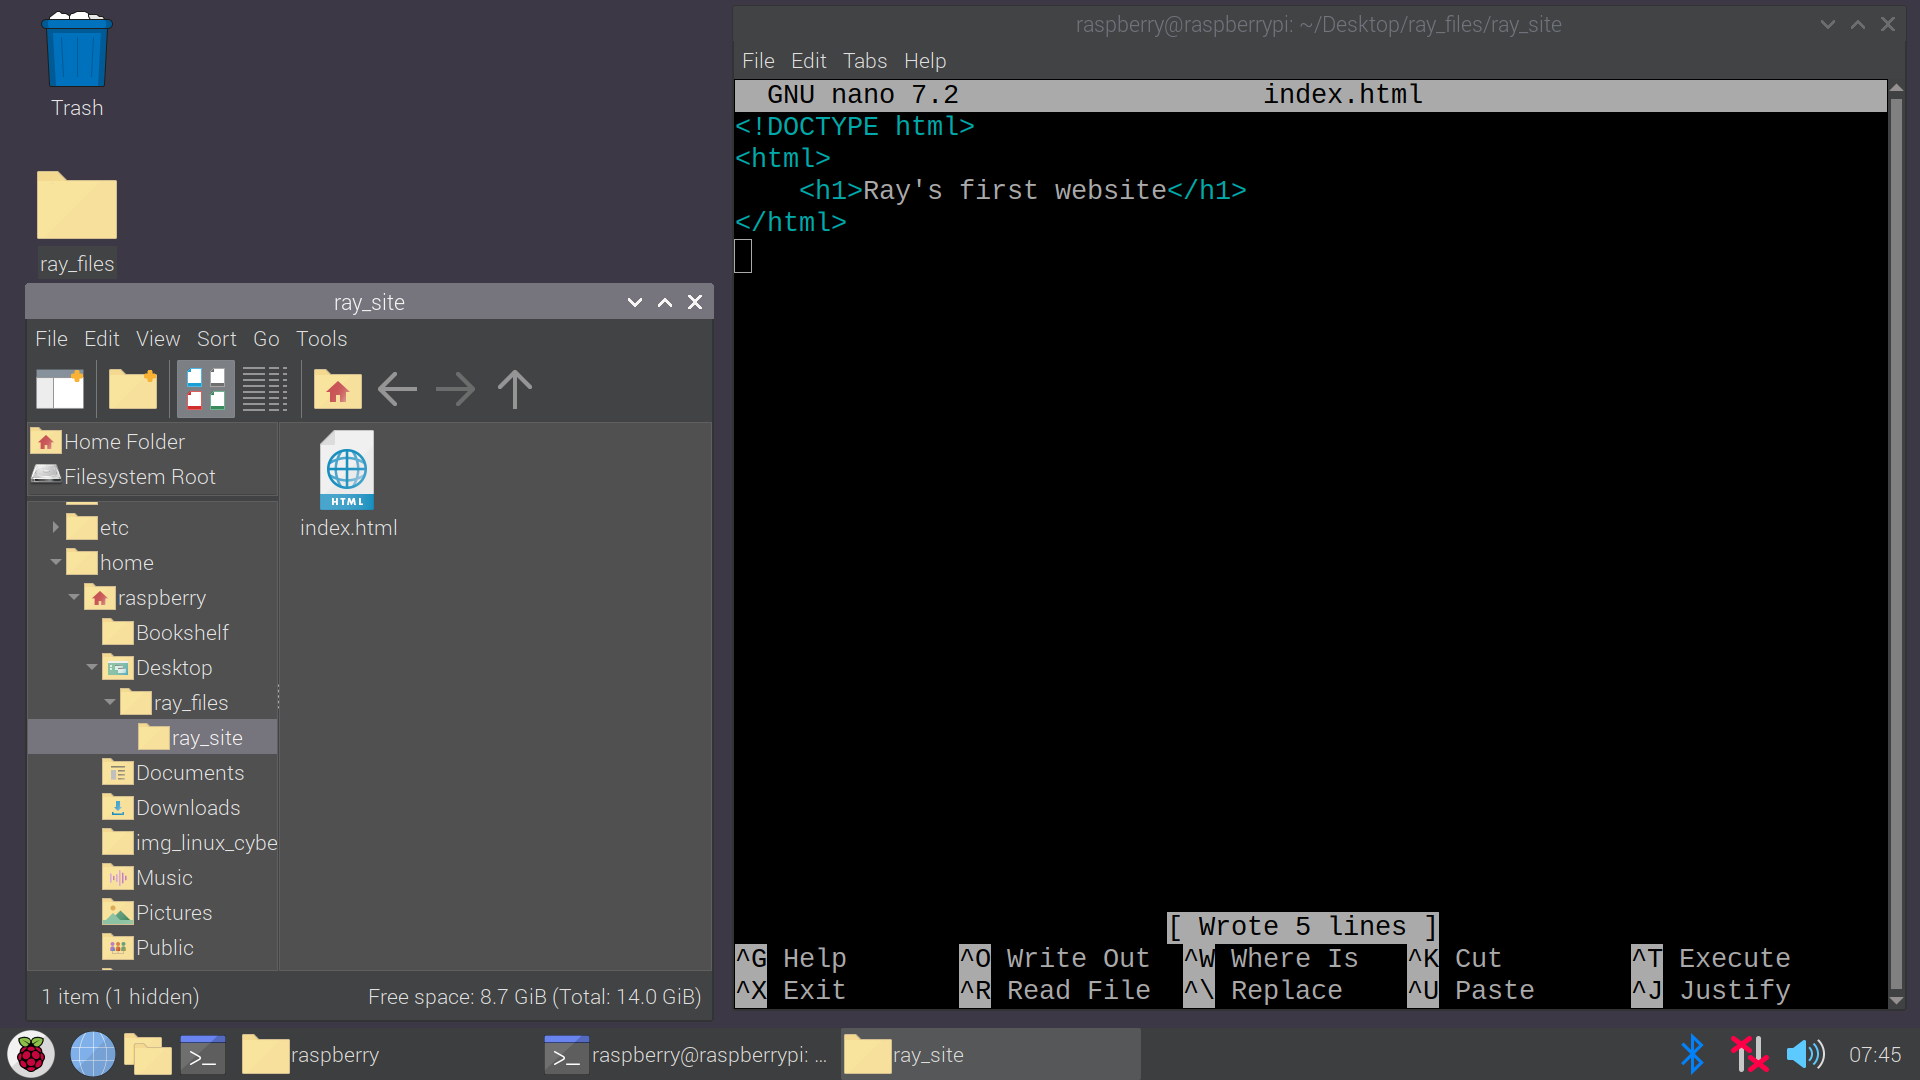 Trash
ray_files
ray_site
File Edit View Sort Go Tools
Home Folder
Filesystem Root
etc
home
raspberry
Bookshelf
Desktop
ray_files
ray_site
Documents
Downloads
img_linux_cybe
Music
Pictures
Public
HTML
index.html
1 item (1 hidden) Free space: 8.7 GiB (Total: 14.0 GiB)
raspberry@raspberrypi: ~/Desktop/ray_files/ray_site
File Edit Tabs Help
GNU nano 7.2 index.html
<!DOCTYPE html>
<html>
    <h1>Ray's first website</h1>
</html>
[ Wrote 5 lines ]
^G Help ^O Write Out ^W Where Is ^K Cut ^T Execute
^X Exit ^R Read File ^\ Replace ^U Paste ^J Justify
>_ raspberry >_ raspberry@raspberrypi: ... ray_site 07:45